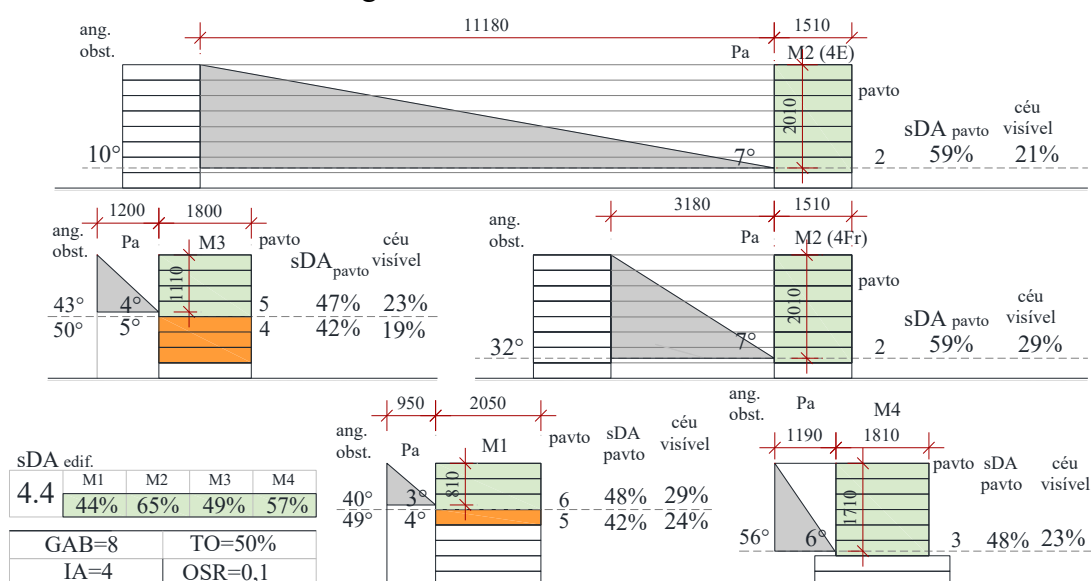 11180
1510
ang.
obst.
Pa
M2 (4E)
pavto
2010
sDA pavto
céu
visível
10°
7°
2
59%
21%
1200
1800
ang.
obst.
Pa
M3
pavto
sDA pavto
céu
visível
1110
43°
4°
5
47%
23%
50°
5°
4
42%
19%
3180
1510
ang.
obst.
Pa
M2 (4Fr)
pavto
2010
sDA pavto
céu
visível
32°
7°
2
59%
29%
sDA edif.
4.4
M1 M2 M3 M4
44% 65% 49% 57%
GAB=8 TO=50%
IA=4 OSR=0,1
950
2050
ang.
obst.
Pa
M1
pavto
sDA
pavto
céu
visível
810
40°
3°
6
48%
29%
49°
4°
5
42%
24%
ang.
obst.
Pa
M4
1190
1810
pavto
sDA
pavto
céu
visível
1710
56°
6°
3
48%
23%